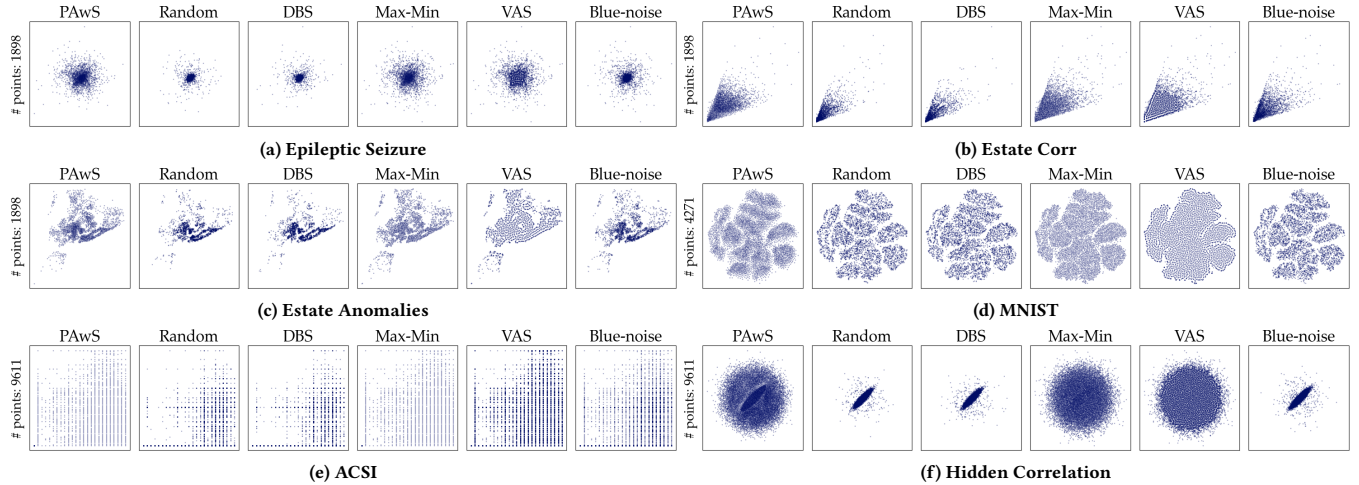 PAwS Random DBS Max-Min VAS Blue-noise
# points: 1898
(a) Epileptic Seizure
PAwS Random DBS Max-Min VAS Blue-noise
# points: 1898
(b) Estate Corr
PAwS Random DBS Max-Min VAS Blue-noise
# points: 1898
(c) Estate Anomalies
PAwS Random DBS Max-Min VAS Blue-noise
# points: 4271
(d) MNIST
PAwS Random DBS Max-Min VAS Blue-noise
# points: 9611
(e) ACSI
PAwS Random DBS Max-Min VAS Blue-noise
# points: 9611
(f) Hidden Correlation